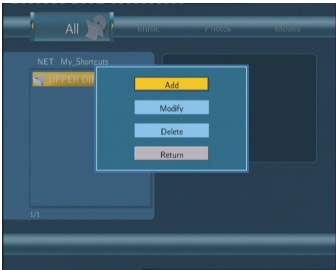 All Music Photos Movies
NET My_Shortcuts
UPPER DIR
Add
Modify
Delete
Return
1/1